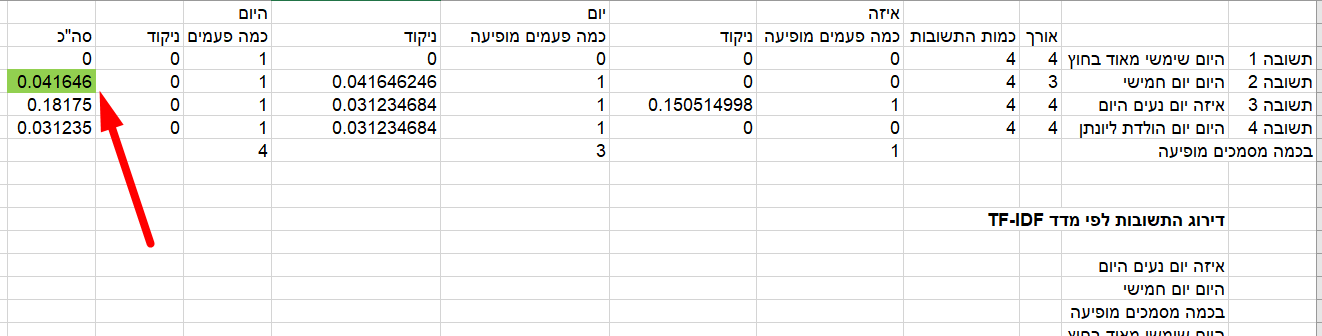 איזה יום היום
אורך כמות התשובות כמה פעמים מופיעה ניקוד כמה פעמים מופיעה ניקוד כמה פעמים ניקוד סה"כ
תשובה 1 היום שימשי מאוד בחוץ 4 4 0 0 0 0 1 0 0
תשובה 2 היום יום חמישי 3 4 0 0 1 0.041646246 1 0 0.041646
תשובה 3 איזה יום נעים היום 4 4 1 0.150514998 1 0.031234684 1 0 0.18175
תשובה 4 היום יום הולדת ליונתן 4 4 0 0 1 0.031234684 1 0 0.031235
בכמה מסמכים מופיעה 1 3 4
דירוג התשובות לפי מדד TF-IDF
איזה יום נעים היום
היום יום חמישי
בכמה מסמכים מופיעה
היום שימשי מאוד בחוץ